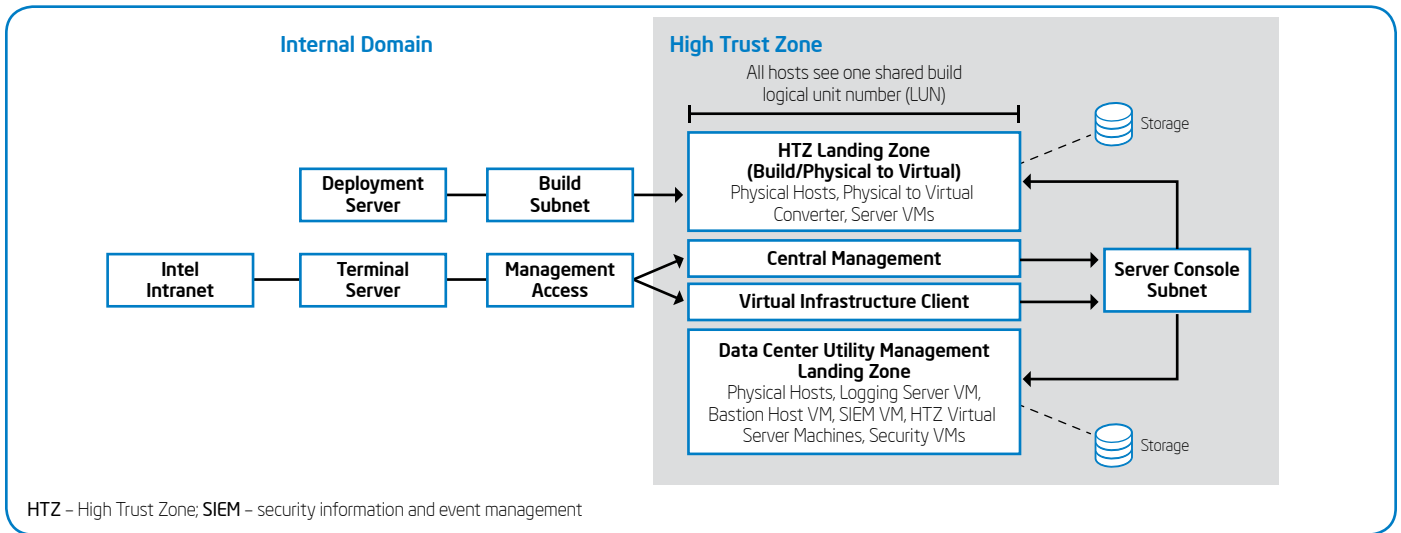 Internal Domain
High Trust Zone
All hosts see one shared build
logical unit number (LUN)
Storage
HTZ Landing Zone
(Build/Physical to Virtual)
Physical Hosts, Physical to Virtual
Converter, Server VMs
Deployment
Server
Build
Subnet
Intel
Intranet
Terminal
Server
Management
Access
Central Management
Virtual Infrastructure Client
Server Console
Subnet
Data Center Utility Management
Landing Zone
Physical Hosts, Logging Server VM,
Bastion Host VM, SIEM VM, HTZ Virtual
Server Machines, Security VMs
Storage
HTZ – High Trust Zone; SIEM – security information and event management